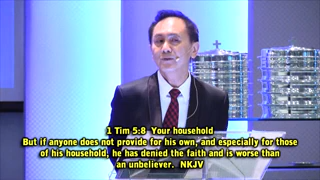 1 Tim 5:8 Your household
But if anyone does not provide for his own, and especially for those
of his household, he has denied the faith and is worse than
an unbeliever. NKJV